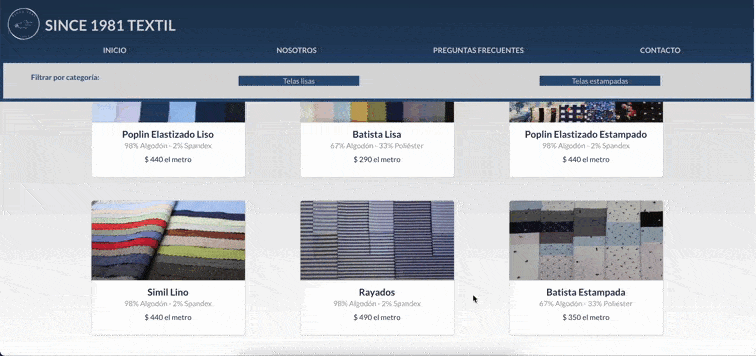 SINCE 1981 TEXTIL
INICIO
NOSOTROS
PREGUNTAS FRECUENTES
CONTACTO
Filtrar por categoría:
Telas lisas
Telas estampadas
Poplin Elastizado Liso
98% Algodón - 2% Spandex
$ 440 el metro
Batista Lisa
67% Algodón - 33% Poliéster
$ 290 el metro
Poplin Elastizado Estampado
98% Algodón - 2% Spandex
$ 440 el metro
Simil Lino
98% Algodón - 2% Spandex
$ 440 el metro
Rayados
98% Algodón - 2% Spandex
$ 490 el metro
Batista Estampada
67% Algodón - 33% Poliéster
$ 350 el metro